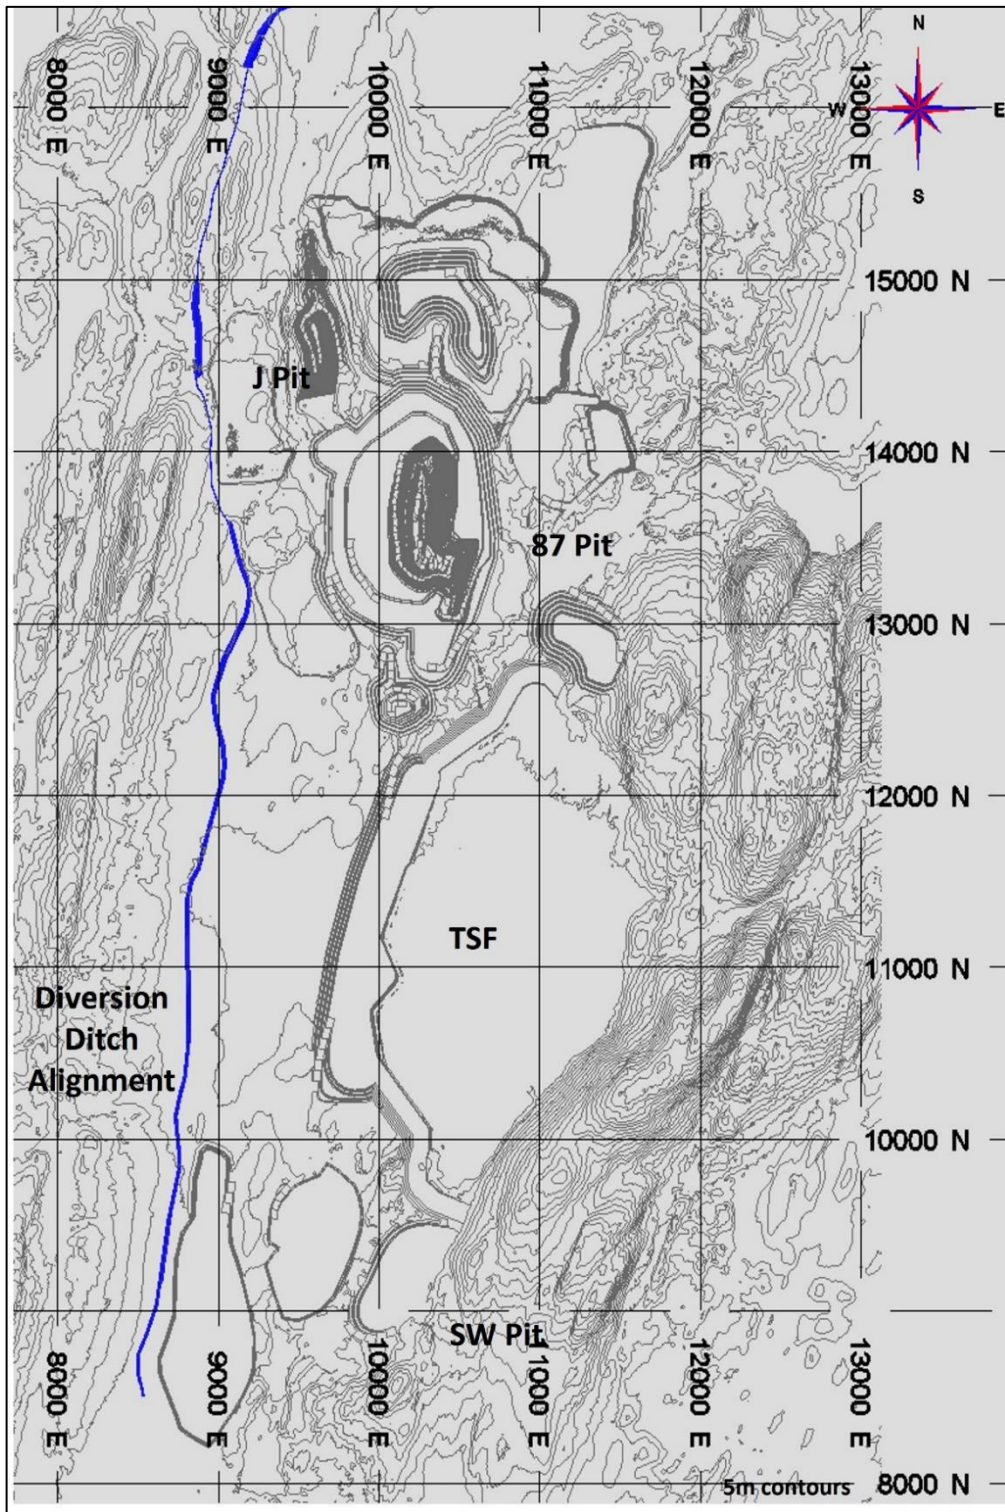 N
8000 E
9000 E
10000 E
11000 E
12000 E
13000 E
W
E
S
15000 N
J Pit
14000 N
87 Pit
13000 N
12000 N
TSF
11000 N
Diversion
Ditch
Alignment
10000 N
SW Pit
8000 E
9000 E
10000 E
11000 E
12000 E
13000 E
5m contours
8000 N